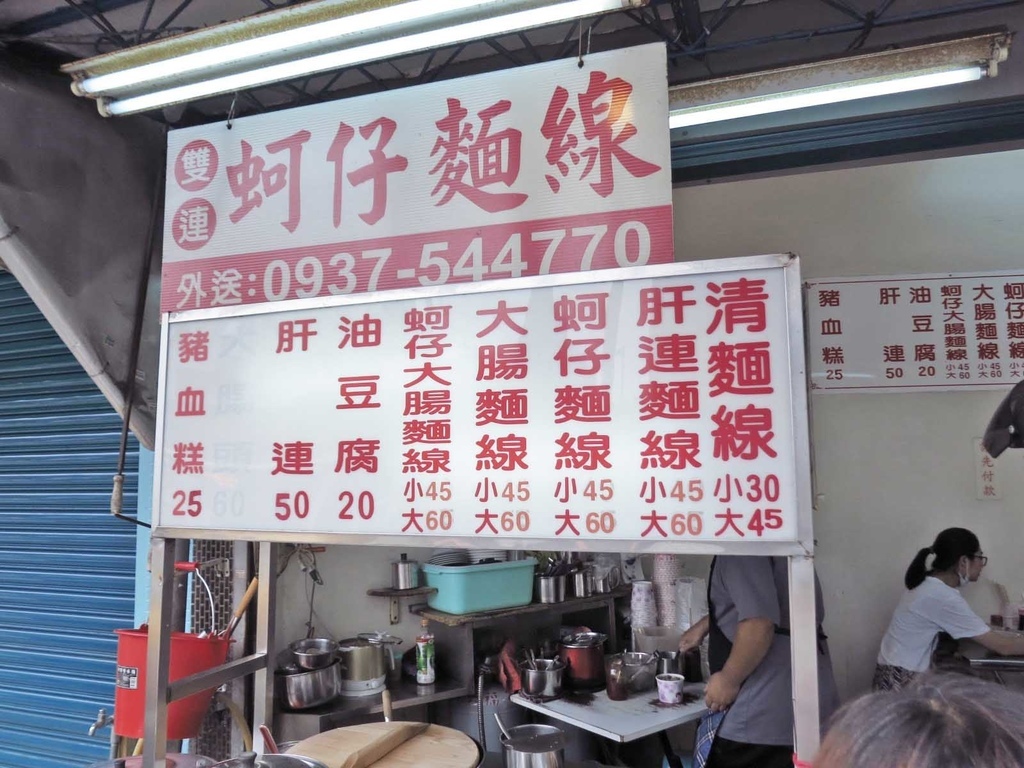 雙連
蚵仔麵線
外送:0937-544770
清麵線 小30 大45
肝連麵線 小45 大60
蚵仔麵線 小45 大60
大腸麵線 小45 大60
蚵仔大腸麵線 小45 大60
油豆腐 20
肝連 50
豬血糕 25
大腸麵線 小45 大60
蚵仔大腸麵線 小45 大60
油豆腐 20
肝連 50
豬血糕 25
先付款